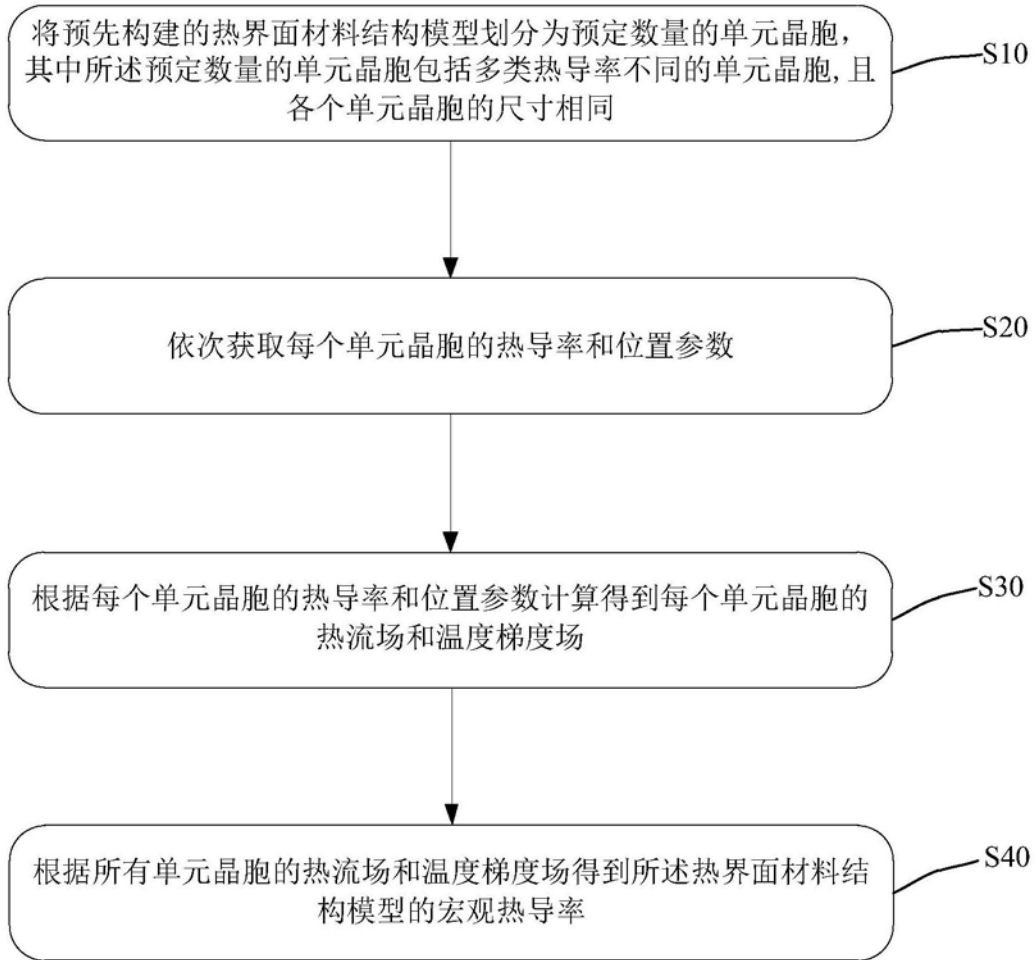 将预先构建的热界面材料结构模型划分为预定数量的单元晶胞，
其中所述预定数量的单元晶胞包括多类热导率不同的单元晶胞,且
各个单元晶胞的尺寸相同
S10
依次获取每个单元晶胞的热导率和位置参数
S20
根据每个单元晶胞的热导率和位置参数计算得到每个单元晶胞的
热流场和温度梯度场
S30
根据所有单元晶胞的热流场和温度梯度场得到所述热界面材料结
构模型的宏观热导率
S40